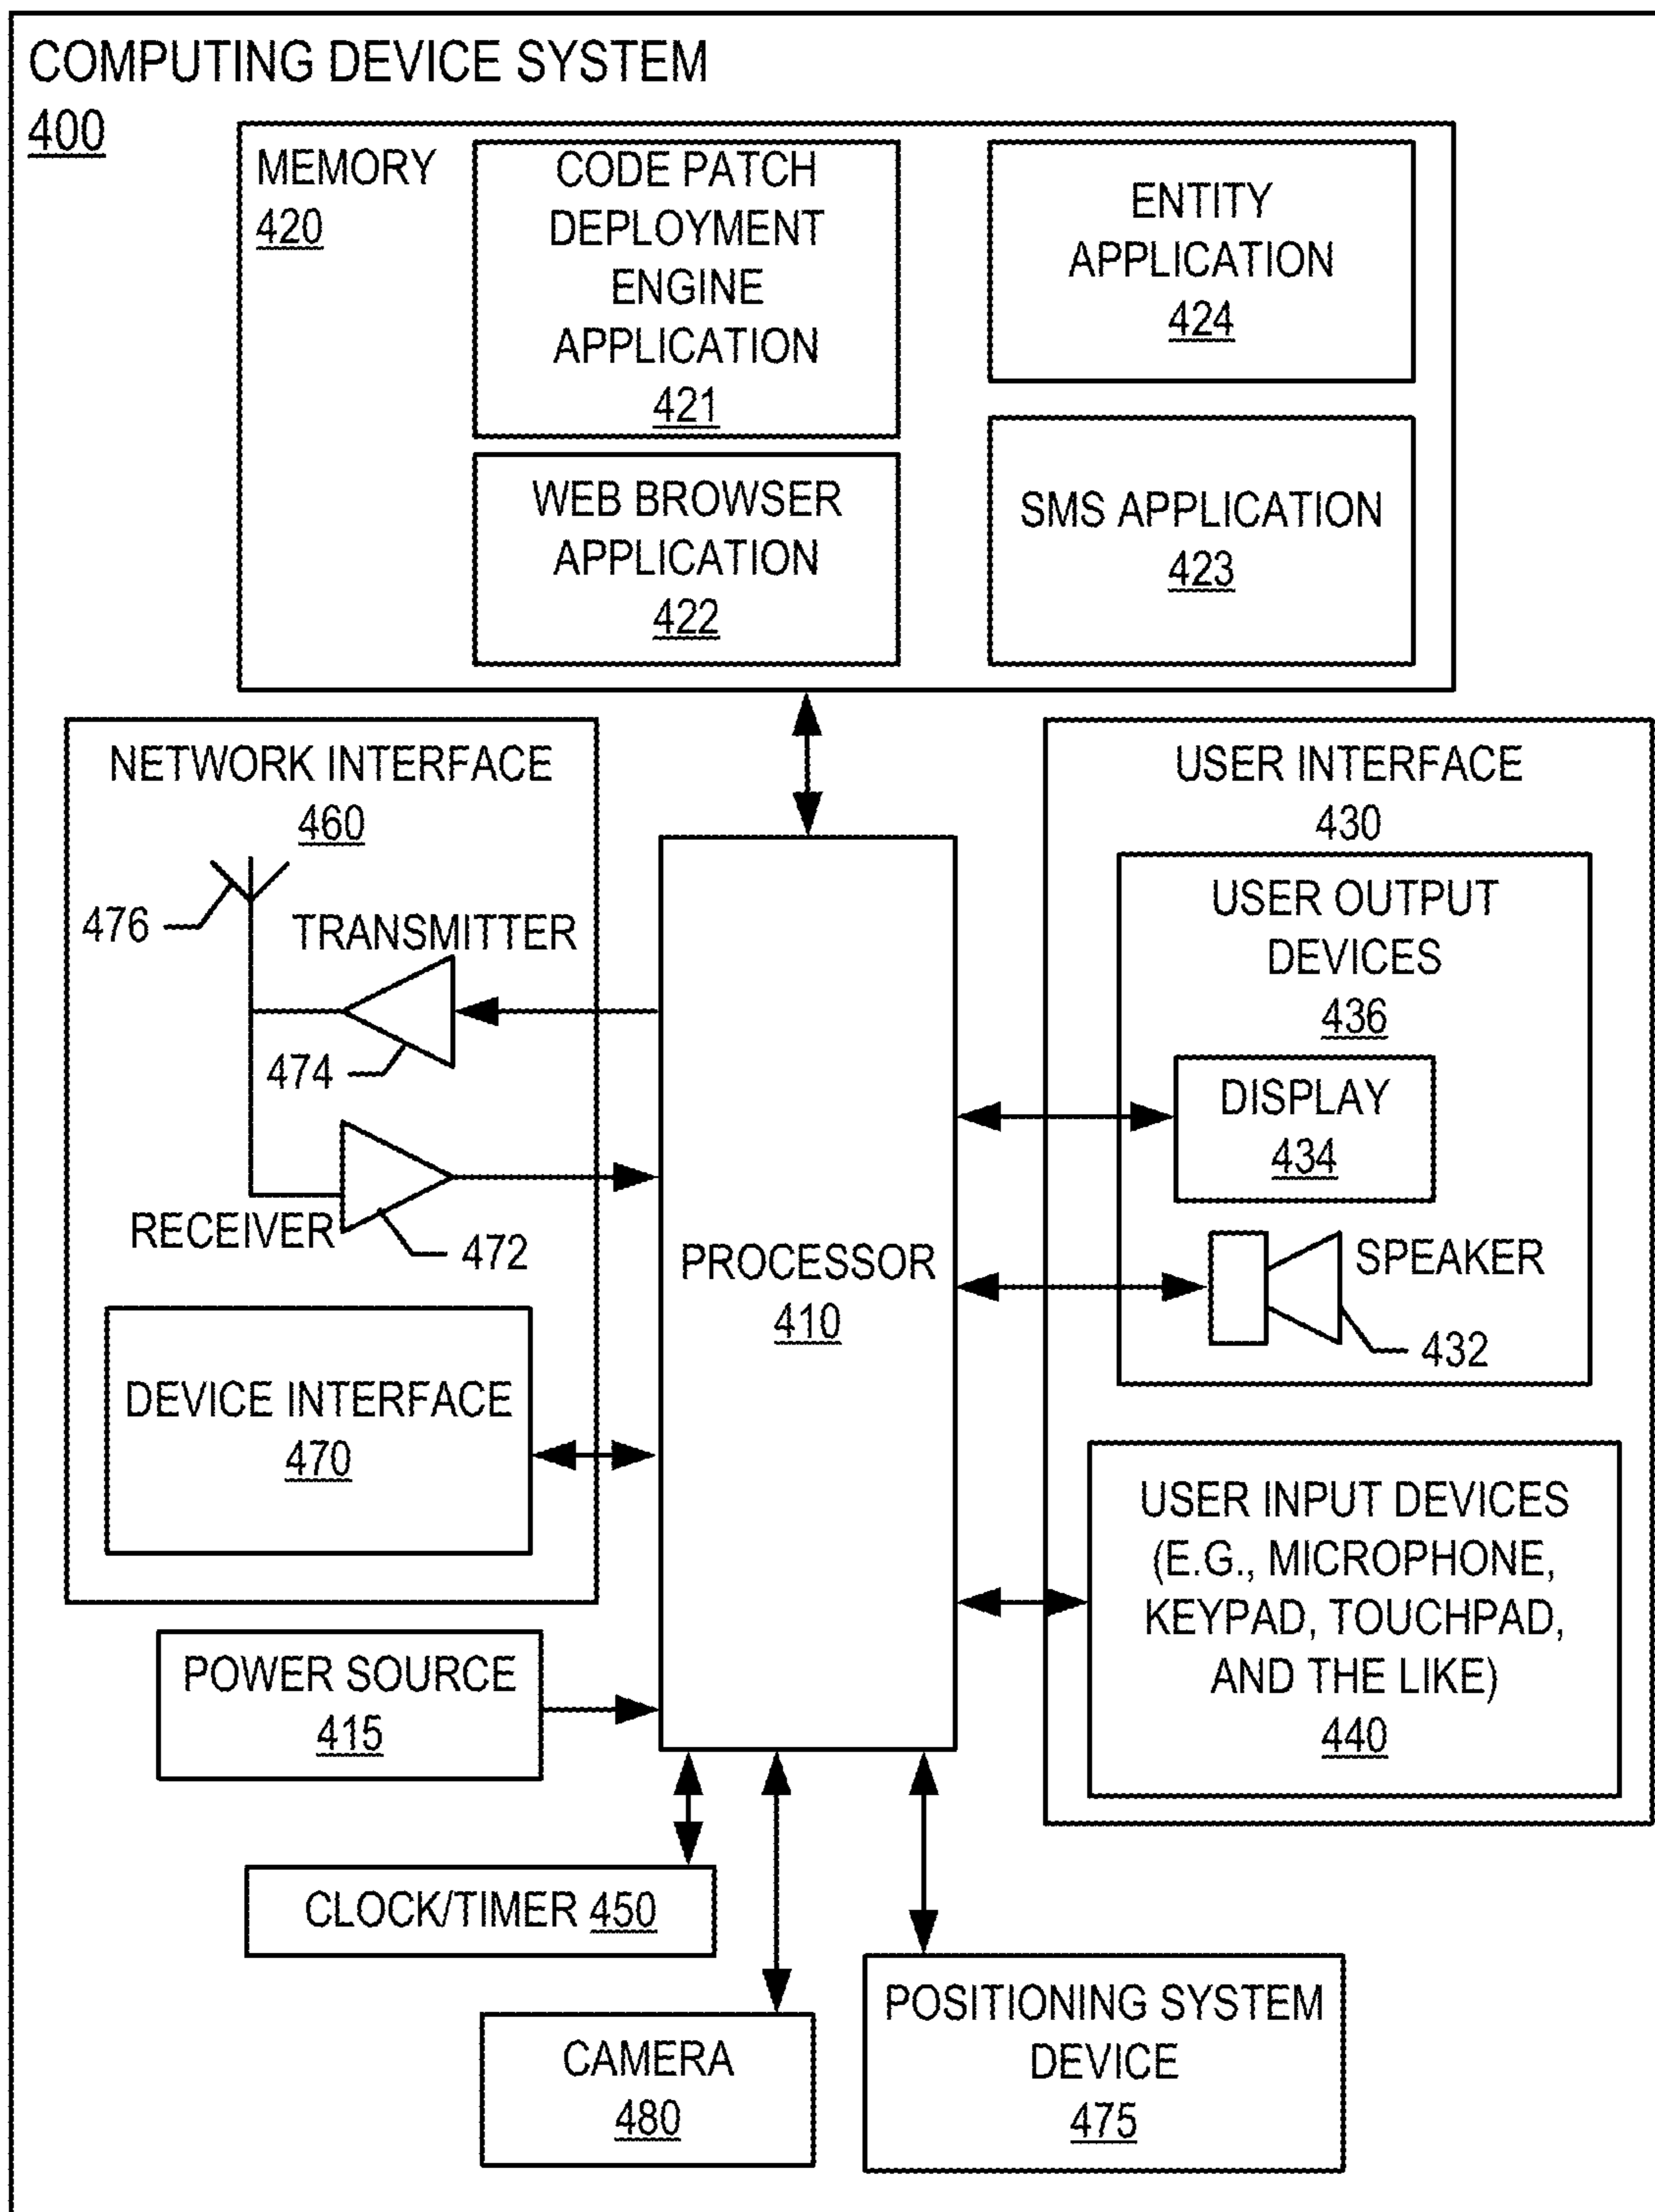 COMPUTING DEVICE SYSTEM
400
MEMORY
420
CODE PATCH
DEPLOYMENT
ENGINE
APPLICATION
421
ENTITY
APPLICATION
424
WEB BROWSER
APPLICATION
422
SMS APPLICATION
423
NETWORK INTERFACE
460
476
TRANSMITTER
474
RECEIVER
472
DEVICE INTERFACE
470
PROCESSOR
410
USER INTERFACE
430
USER OUTPUT
DEVICES
436
DISPLAY
434
SPEAKER
432
USER INPUT DEVICES
(E.G., MICROPHONE,
KEYPAD, TOUCHPAD,
AND THE LIKE)
440
POWER SOURCE
415
CLOCK/TIMER 450
CAMERA
480
POSITIONING SYSTEM
DEVICE
475